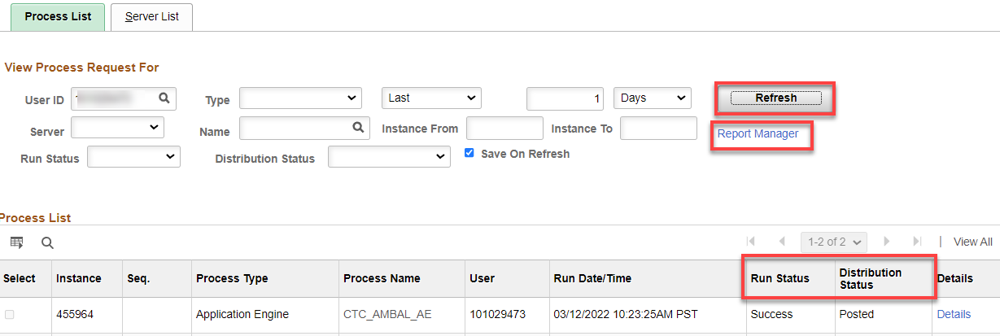 Process List Server List
View Process Request For
User ID Type Last 1 Days Refresh
Server Name Instance From Instance To Report Manager
Run Status Distribution Status Save On Refresh
Process List
1-2 of 2 | View All
Select Instance Seq. Process Type Process Name User Run Date/Time Run Status Distribution Status Details
455964 Application Engine CTC_AMBAL_AE 101029473 03/12/2022 10:23:25AM PST Success Posted Details